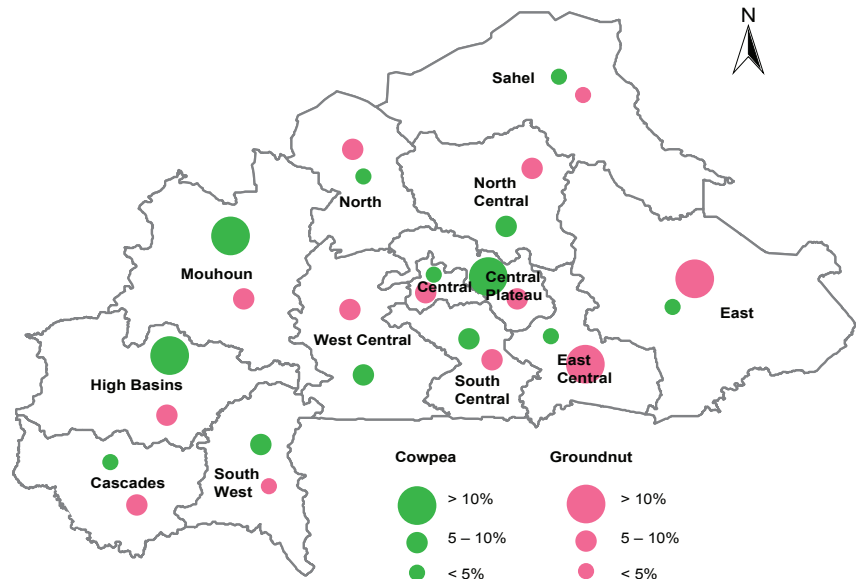 N
Sahel
North
North
Central
Mouhoun
Central
Central
Plateau
East
West Central
High Basins
South
Central
East
Central
Cascades
South
West
Cowpea
Groundnut
> 10%
> 10%
5 – 10%
5 – 10%
< 5%
< 5%